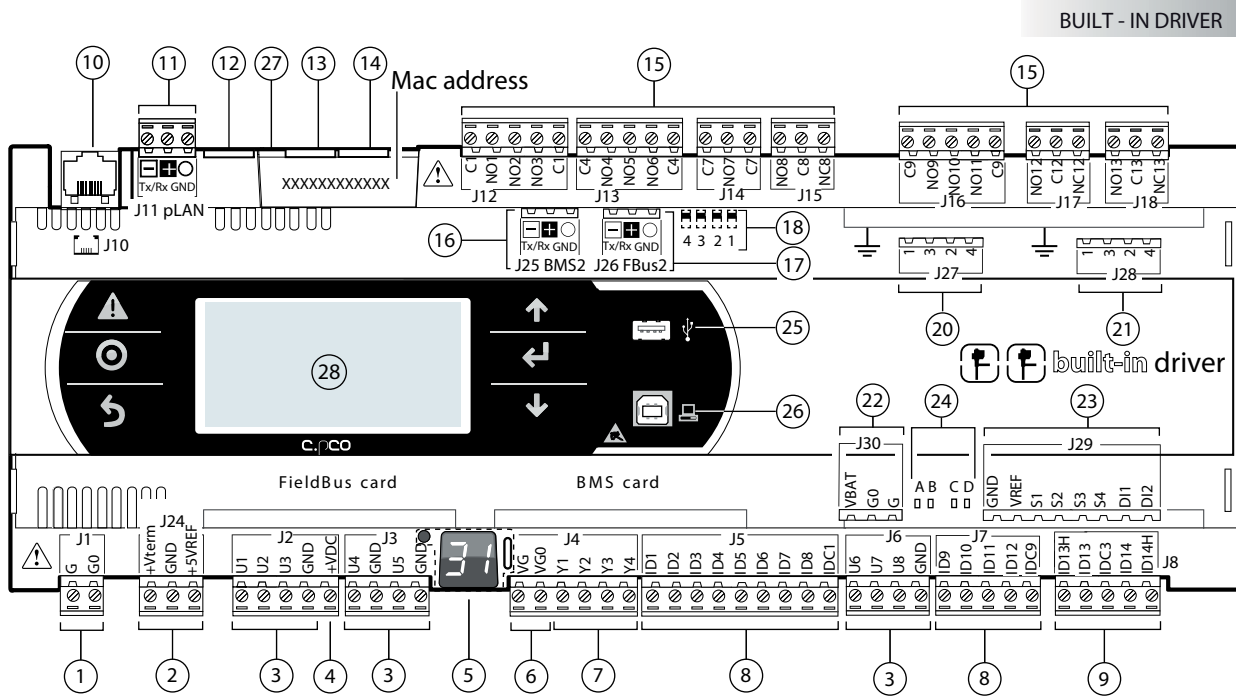 BUILT - IN DRIVER
10 11 12 27 13 14 15 15
Mac address
XXXXXXXXXXXX
Tx/Rx GND
J11 pLAN
C1 NO1 NO2 NO3 C1
J12
C4 NO4 NO5 NO6 C4
J13
C7 NO7 C7
J14
NO8 C8 NC8
J15
C9 NO9 NO10 NO11 C9
J16
NO12 C12 NC12
J17
NO13 C13 NC13
J18
J10
16
Tx/Rx GND
J25 BMS2
Tx/Rx GND
J26 FBus2
4 3 2 1
18
17
1 3 2 4
J27
20
1 3 2 4
J28
21
28
25
26
c.pco
built-in driver
22 24 23
J30
VBAT G0 G
A B C D
J29
GND VREF S1 S2 S3 S4 DI1 DI2
FieldBus card
BMS card
J1
G G0
J24
+Vterm GND +5VREF
J2
U1 U2 U3 GND +VDC
J3
U4 GND U5 GND
31
J4
VG VG0 Y1 Y2 Y3 Y4
J5
ID1 ID2 ID3 ID4 ID5 ID6 ID7 ID8 IDC1
J6
U6 U7 U8 GND
J7
ID9 ID10 ID11 ID12 IDC9
J8
ID13H ID13 IDC3 ID14 ID14H
1 2 3 4 3 5 6 7 8 3 8 9